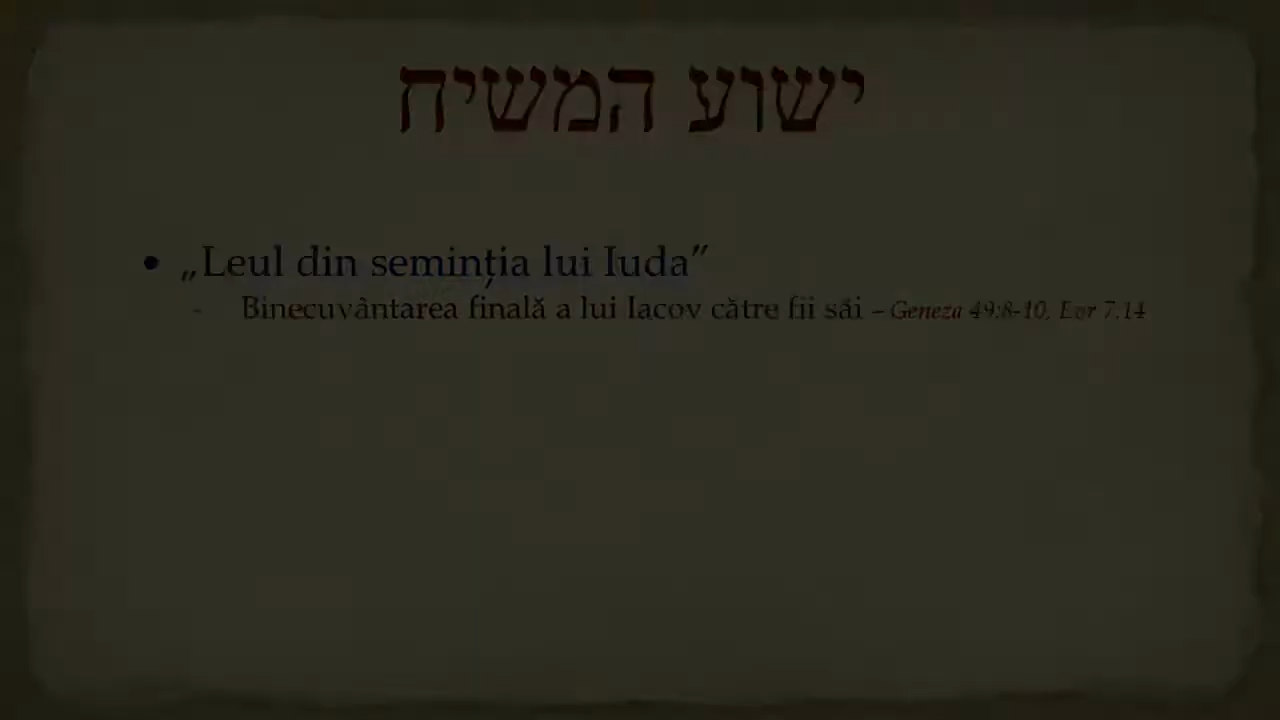 ישוע המשיח
• „Leul din seminția lui Iuda”
- Binecuvântarea finală a lui Iacov către fii săi – Geneza 49:8-10, Evr 7.14